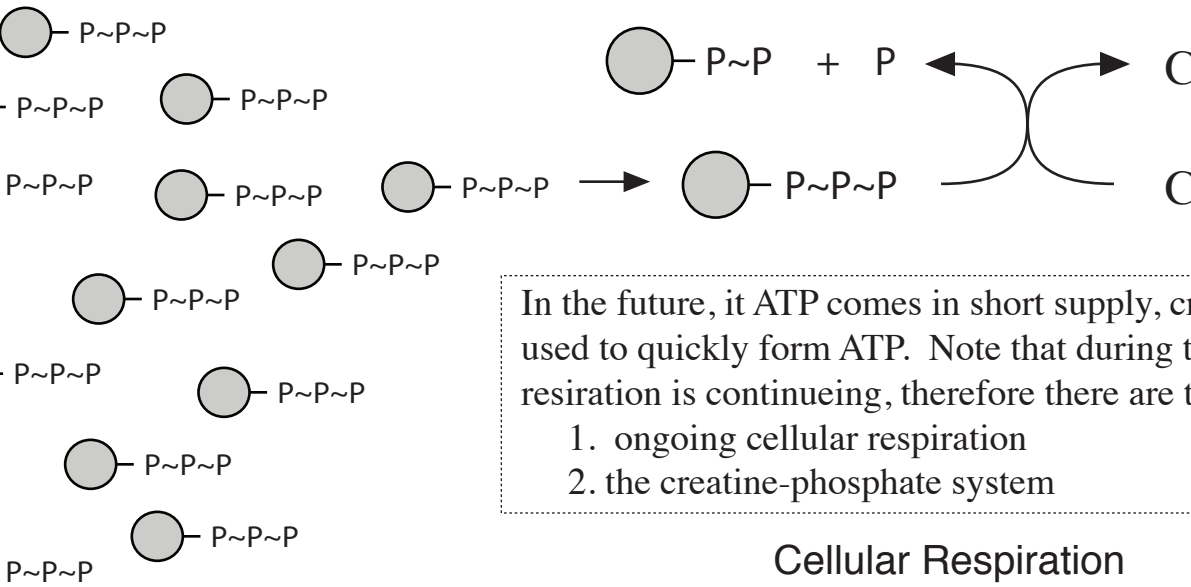 P~P~P
P~P + P
C
P~P~P
P~P~P
P~P~P
P~P~P
P~P~P
P~P~P
C
P~P~P
P~P~P
In the future, it ATP comes in short supply,
used to quickly form ATP. Note that during
resiration is continueing, therefore there are
1. ongoing cellular respiration
2. the creatine-phosphate system
P~P~P
P~P~P
P~P~P
P~P~P
P~P~P
Cellular Respiration